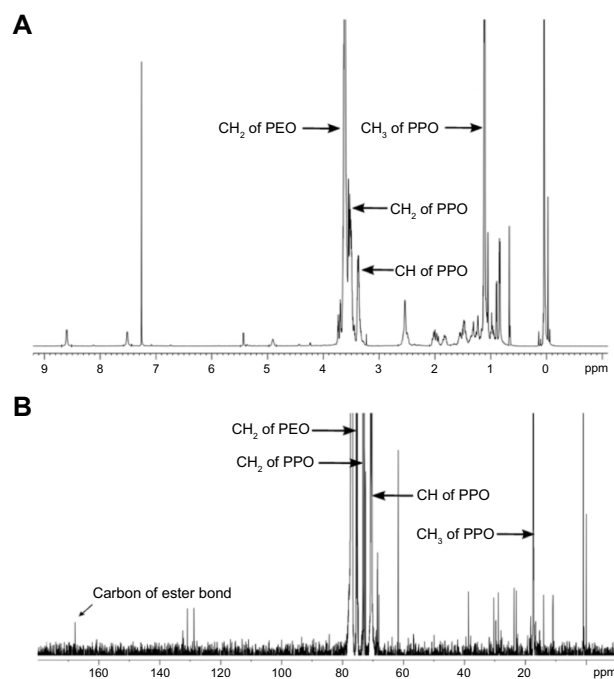 A
CH₂ of PEO
CH₃ of PPO
CH₂ of PPO
CH of PPO
9 8 7 6 5 4 3 2 1 0 ppm
B
CH₂ of PEO
CH₂ of PPO
CH of PPO
CH₃ of PPO
Carbon of ester bond
160 140 120 100 80 60 40 20 ppm